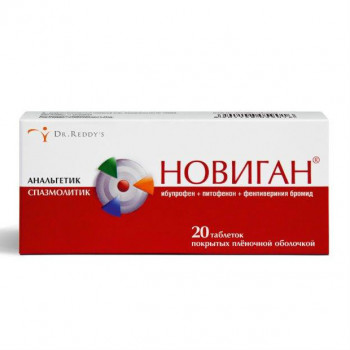 Dr. Reddy's
АНАЛЬГЕТИК
СПАЗМОЛИТИК
НОВИГАН®
ибупрофен + питофенон + фенпивериния бромид
20 таблеток
покрытых плёночной оболочкой